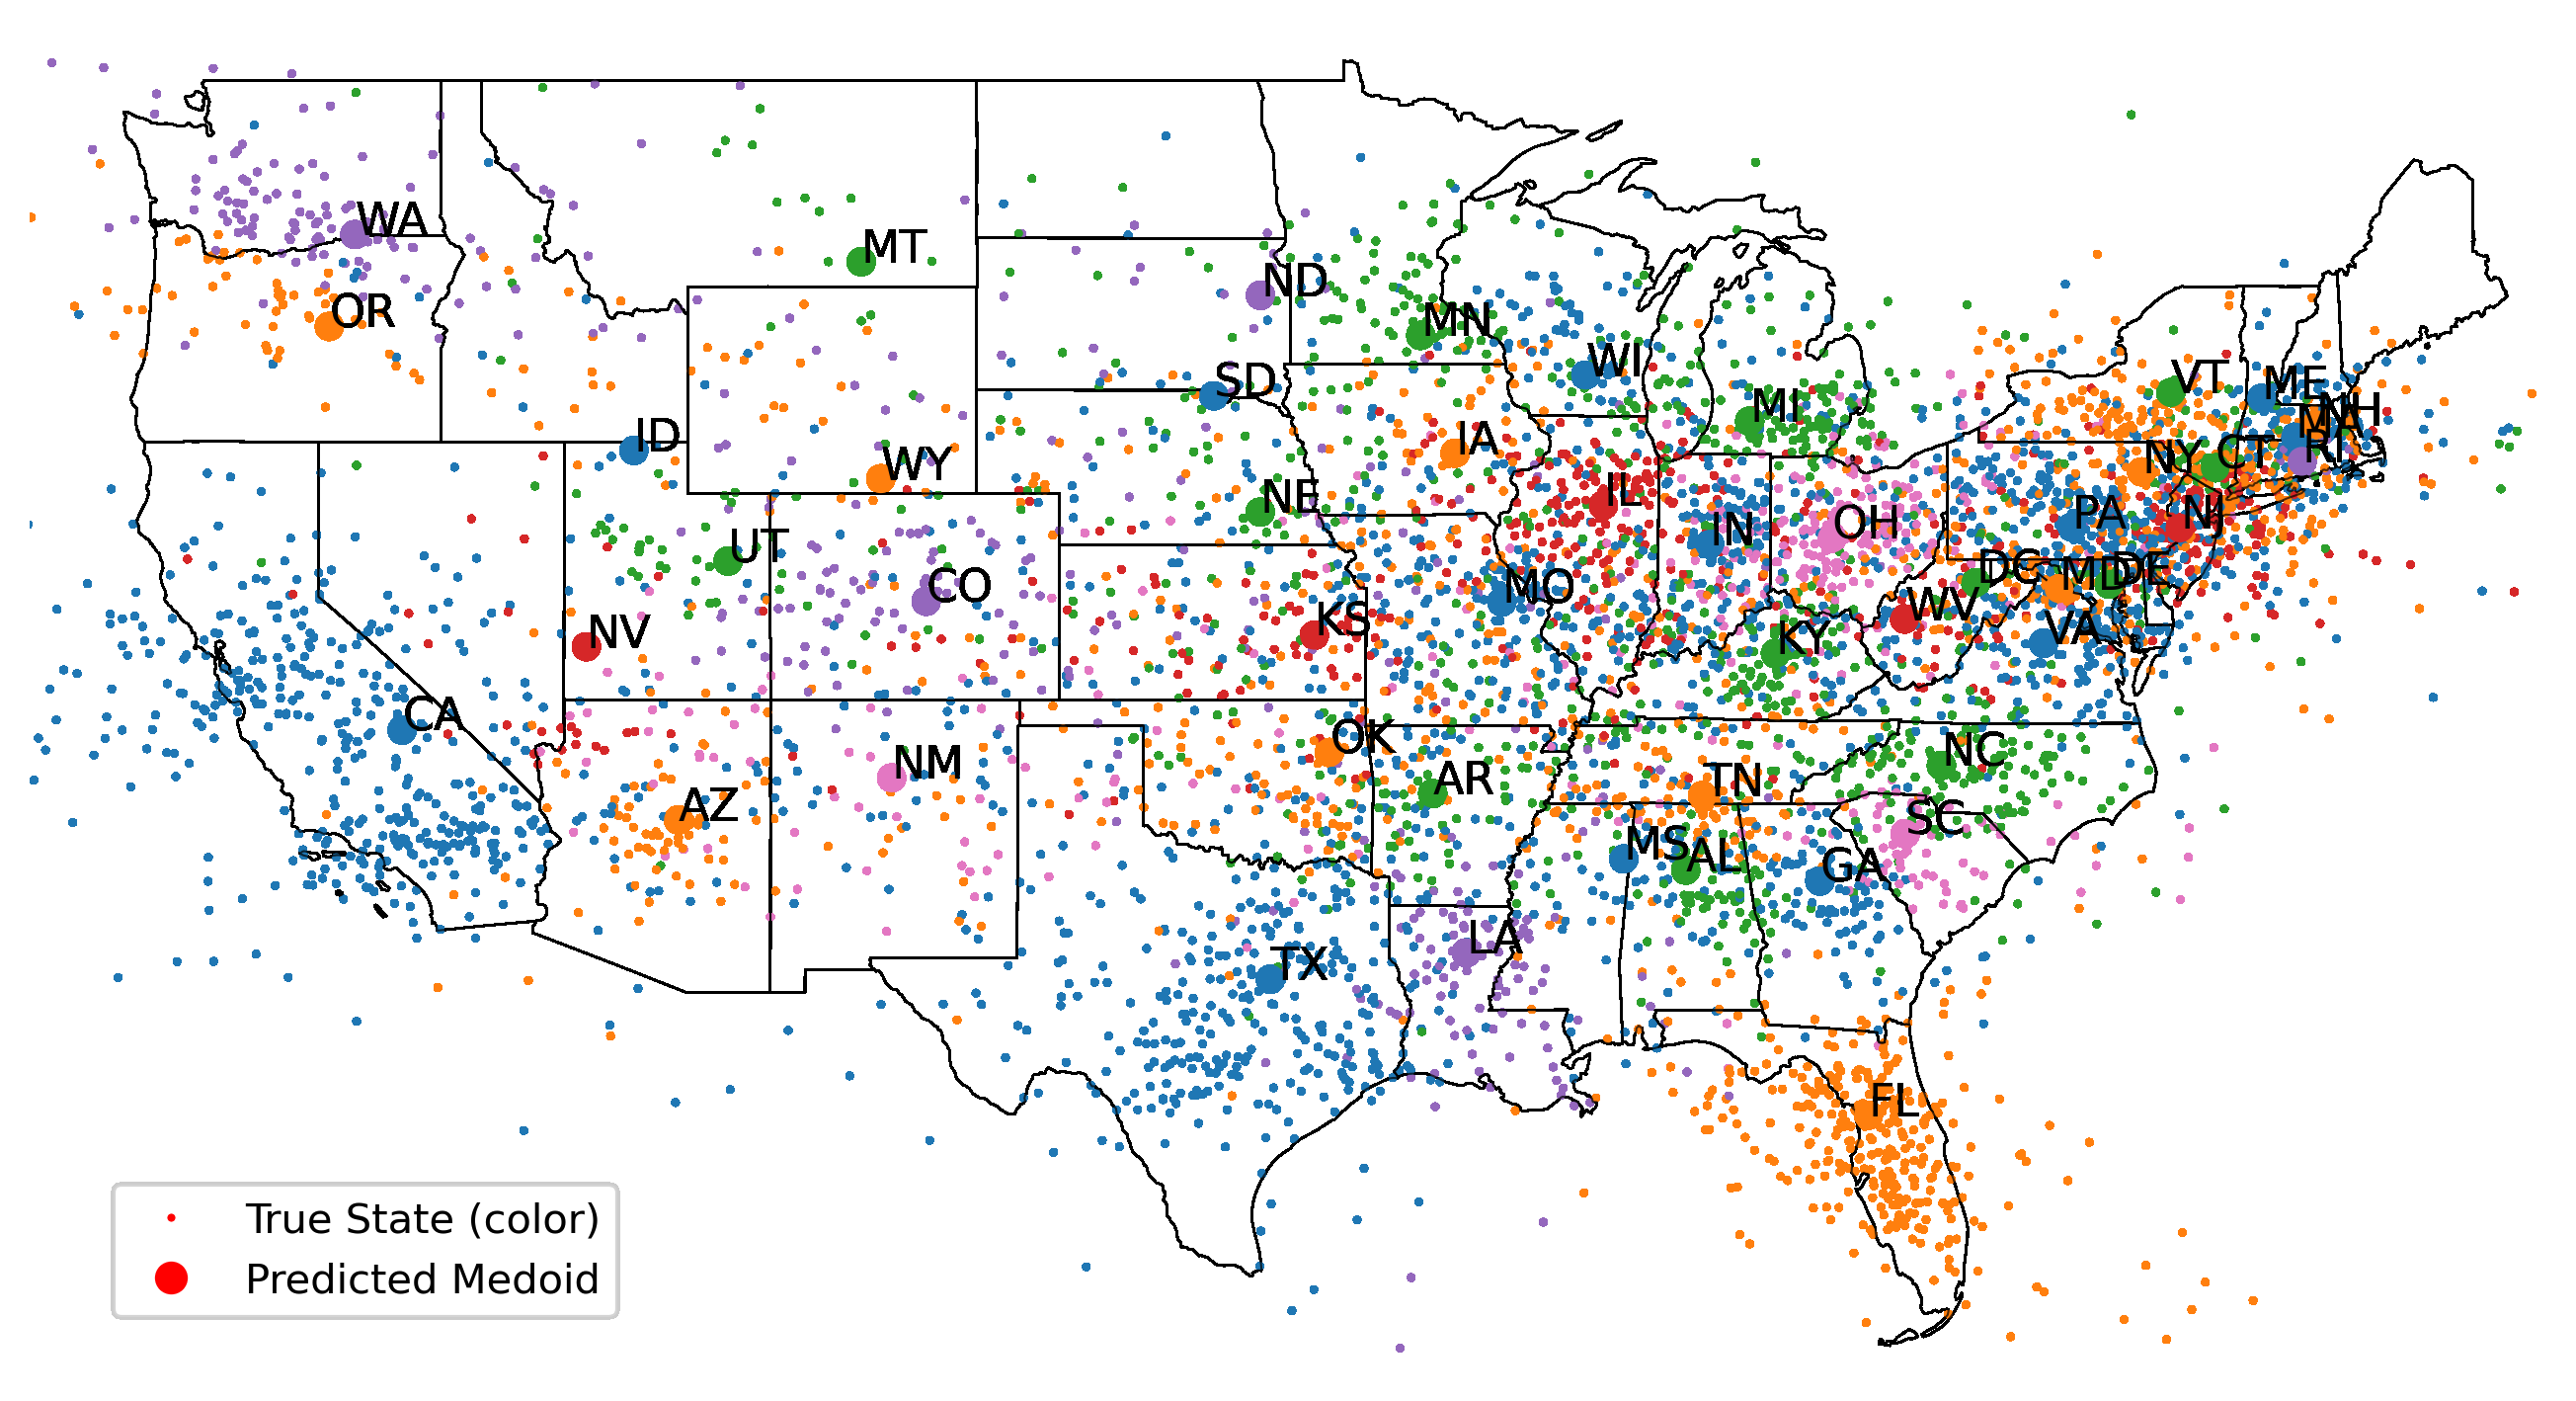 WA
MT
ND
OR
MN
WI
SD
VT
ME
MI
NH
MA
ID
IA
WY
NY
CT
RI
NE
IL
PA
NJ
IN
OH
UT
CO
MO
DC
MD
DE
KS
WV
NV
KY
VA
CA
OK
NC
NM
AR
TN
AZ
SC
MS
AL
GA
LA
TX
FL
True State (color)
Predicted Medoid